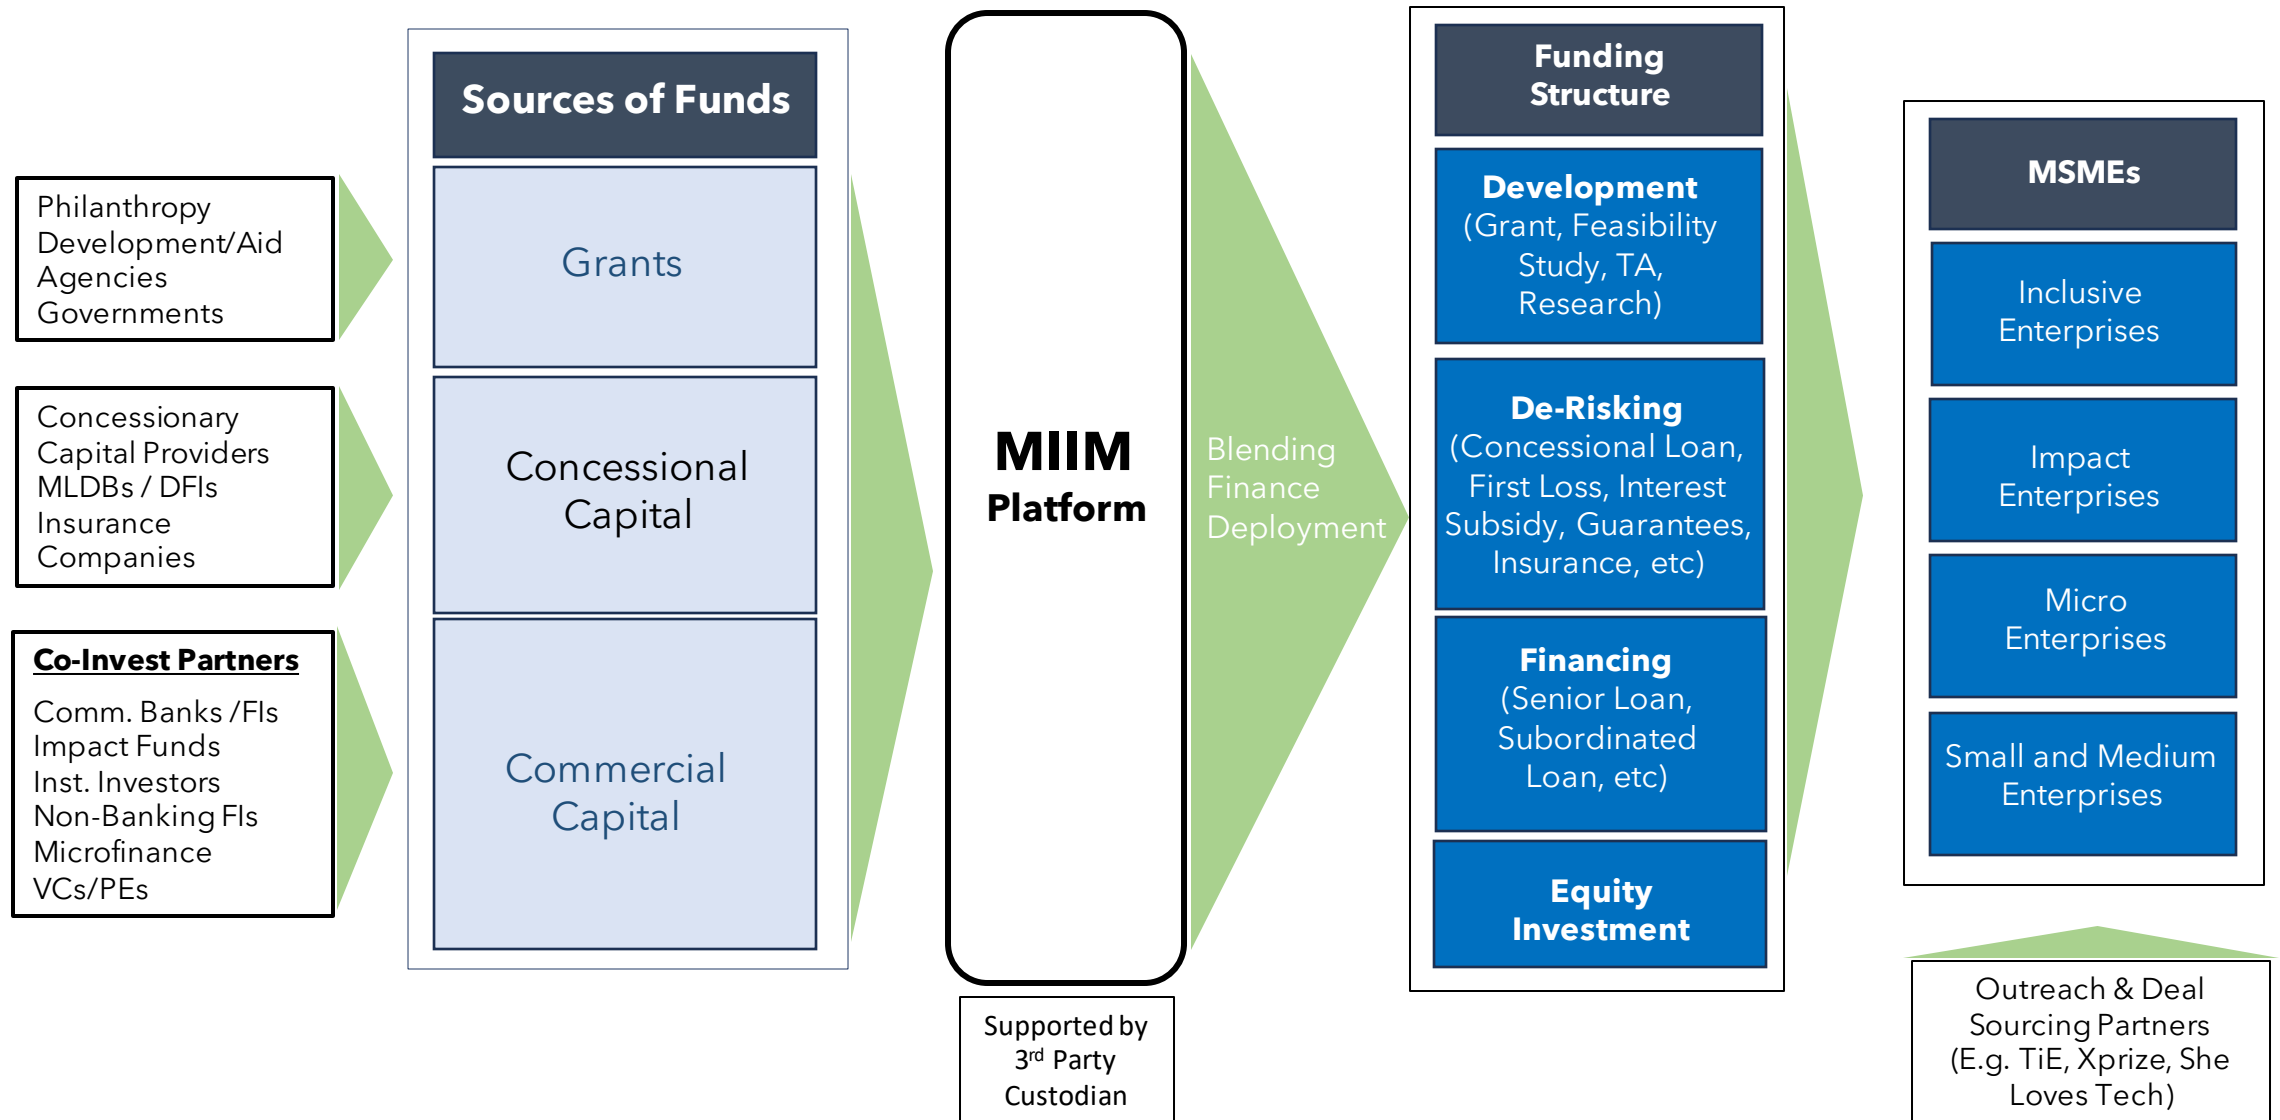 Philanthropy
Development/Aid
Agencies
Governments
Concessionary
Capital Providers
MLDBs / DFIs
Insurance
Companies
Co-Invest Partners
Comm. Banks /FIs
Impact Funds
Inst. Investors
Non-Banking FIs
Microfinance
VCs/PEs
Sources of Funds
Grants
Concessional
Capital
Commercial
Capital
MIIM
Platform
Supported by
3rd Party
Custodian
Blending
Finance
Deployment
Funding
Structure
Development
(Grant, Feasibility
Study, TA,
Research)
De-Risking
(Concessional Loan,
First Loss, Interest
Subsidy, Guarantees,
Insurance, etc)
Financing
(Senior Loan,
Subordinated
Loan, etc)
Equity
Investment
MSMEs
Inclusive
Enterprises
Impact
Enterprises
Micro
Enterprises
Small and Medium
Enterprises
Outreach & Deal
Sourcing Partners
(E.g. TiE, Xprize, She
Loves Tech)